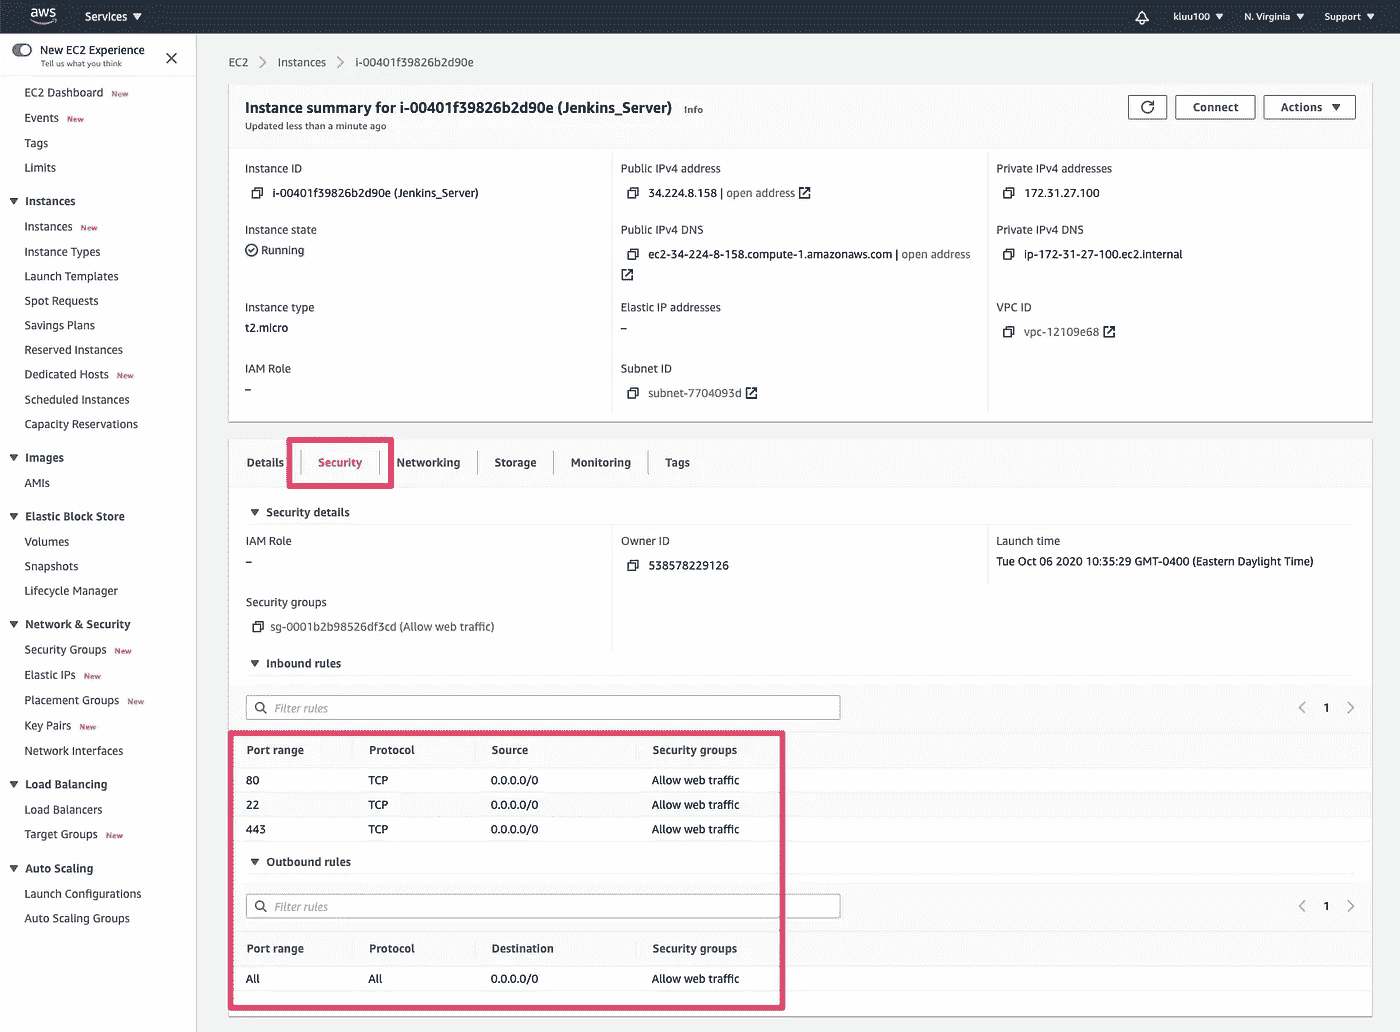 aws
Services
kluu100
N. Virginia
Support
New EC2 Experience
Tell us what you think
EC2 Dashboard New
Events New
Tags
Limits
Instances
Instances New
Instance Types
Launch Templates
Spot Requests
Savings Plans
Reserved Instances
Dedicated Hosts New
Scheduled Instances
Capacity Reservations
Images
AMIs
Elastic Block Store
Volumes
Snapshots
Lifecycle Manager
Network & Security
Security Groups New
Elastic IPs New
Placement Groups New
Key Pairs New
Network Interfaces
Load Balancing
Load Balancers
Target Groups New
Auto Scaling
Launch Configurations
Auto Scaling Groups
EC2 > Instances > i-00401f39826b2d90e
Instance summary for i-00401f39826b2d90e (Jenkins_Server) Info
Updated less than a minute ago
Connect
Actions
Instance ID
i-00401f39826b2d90e (Jenkins_Server)
Public IPv4 address
34.224.8.158 | open address
Private IPv4 addresses
172.31.27.100
Instance state
Running
Public IPv4 DNS
ec2-34-224-8-158.compute-1.amazonaws.com | open address
Private IPv4 DNS
ip-172-31-27-100.ec2.internal
Instance type
t2.micro
Elastic IP addresses
–
VPC ID
vpc-12109e68
IAM Role
–
Subnet ID
subnet-7704093d
Details
Security
Networking
Storage
Monitoring
Tags
Security details
IAM Role
–
Owner ID
538578229126
Launch time
Tue Oct 06 2020 10:35:29 GMT-0400 (Eastern Daylight Time)
Security groups
sg-0001b2b98526df3cd (Allow web traffic)
Inbound rules
Filter rules
1
Port range Protocol Source Security groups
80 TCP 0.0.0.0/0 Allow web traffic
22 TCP 0.0.0.0/0 Allow web traffic
443 TCP 0.0.0.0/0 Allow web traffic
Outbound rules
Filter rules
1
Port range Protocol Destination Security groups
All All 0.0.0.0/0 Allow web traffic